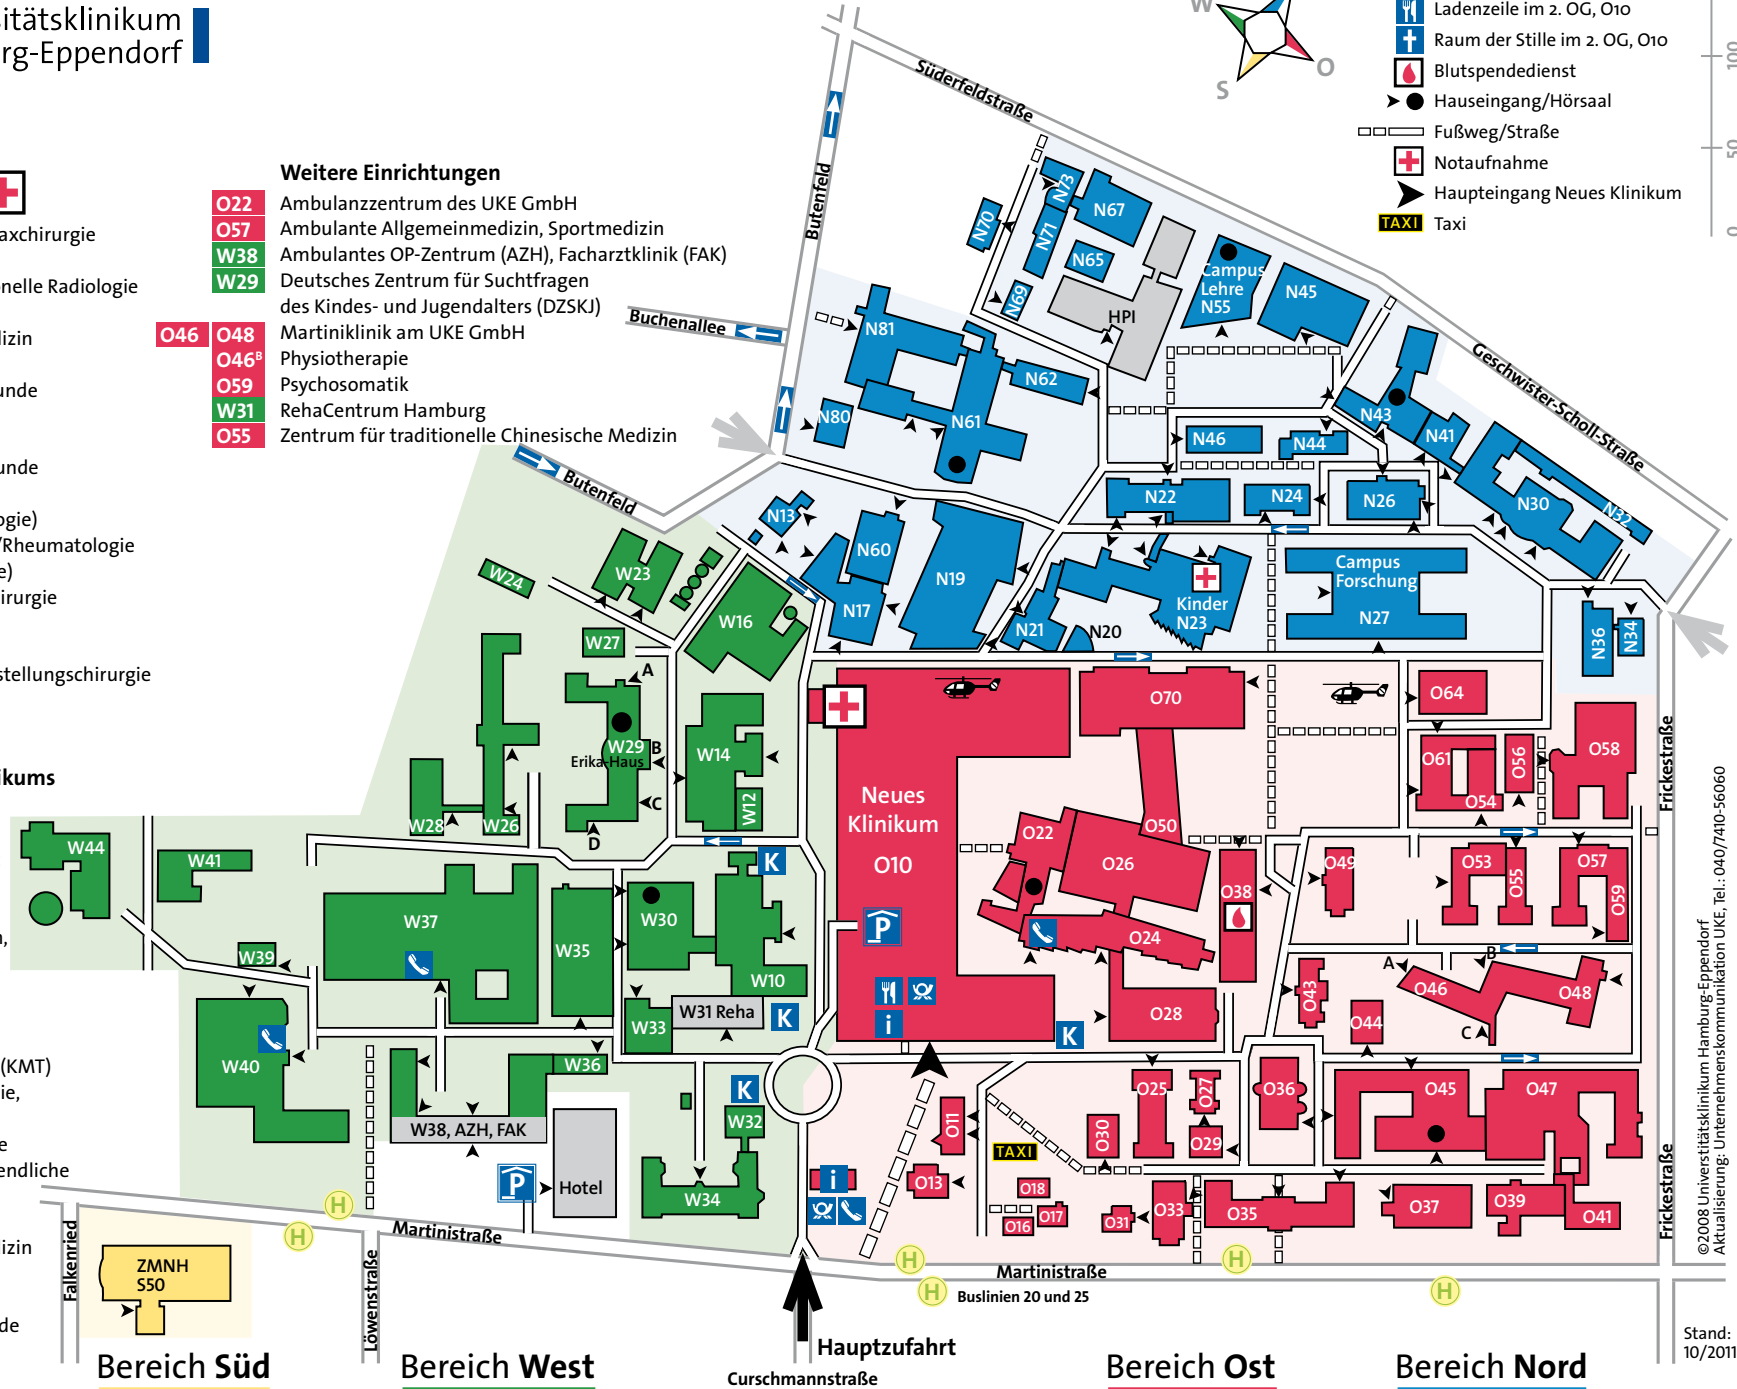 sitätsklinikum
rg-Eppendorf
axchirurgie
nelle Radiologie
izin
unde
unde
ogie)
/Rheumatologie
e)
irurgie
stellungschirurgie
ikums
n,
(KMT)
ie,
e
endliche
izin
de
Weitere Einrichtungen
O22 Ambulanzzentrum des UKE GmbH
O57 Ambulante Allgemeinmedizin, Sportmedizin
W38 Ambulantes OP-Zentrum (AZH), Facharztklinik (FAK)
W29 Deutsches Zentrum für Suchtfragen
des Kindes- und Jugendalters (DZSKJ)
O46 O48 Martiniklinik am UKE GmbH
O46B Physiotherapie
O59 Psychosomatik
W31 RehaCentrum Hamburg
O55 Zentrum für traditionelle Chinesische Medizin
W
S
O
Ladenzeile im 2. OG, O10
Raum der Stille im 2. OG, O10
Blutspendedienst
Hauseingang/Hörsaal
Fußweg/Straße
Notaufnahme
Haupteingang Neues Klinikum
TAXI Taxi
100
50
0
Süderfeldstraße
Butenfeld
Buchenallee
Butenfeld
Geschwister-Scholl-Straße
N73
N67
N70
N71
N65
N69
HPI
Campus
Lehre
N55
N45
N81
N62
N80
N61
N43
N41
N46
N44
N22
N24
N26
N30
N32
N13
N60
N19
N17
N21
N20
Kinder
N23
Campus
Forschung
N27
N36
N34
W23
W24
W16
W27
A
W29
B
Erika-Haus
C
D
W14
W12
W28
W26
W44
W41
W37
W39
W35
W30
K
W10
W31 Reha
K
W33
W40
W36
W38, AZH, FAK
K
W32
W34
P
Hotel
Neues
Klinikum
O10
P
i
K
O70
O50
O22
O26
O24
O28
O38
O64
O61
O56
O58
O54
O49
O53
O55
O57
O59
A
B
O46
O48
C
O43
O44
O25
O27
O29
O36
O45
O47
O11
O13
TAXI
O30
O18
O17
O16
O31
O33
O35
O37
O39
O41
i
H
H
H
H
H
H
Frickestraße
Frickestraße
©2008 Universtitätsklinikum Hamburg-Eppendorf
Aktualisierung: Unternehmenskommunikation UKE, Tel.: 040/7410-56060
Martinistraße
Martinistraße
Buslinien 20 und 25
Falkenried
Löwenstraße
ZMNH
S50
Hauptzufahrt
Curschmannstraße
Bereich Süd
Bereich West
Bereich Ost
Bereich Nord
Stand:
10/2011